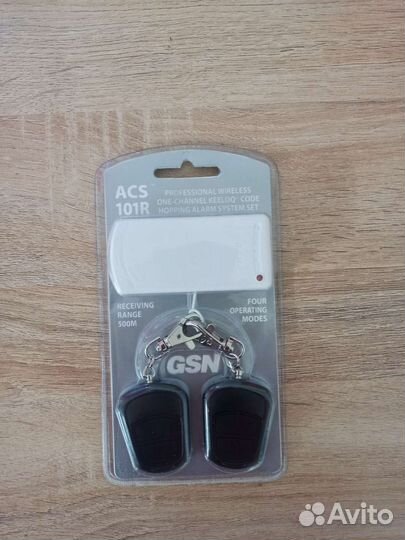 ACS™
101R
PROFESSIONAL WIRELESS
ONE-CHANNEL KEELOQ® CODE
HOPPING ALARM SYSTEM SET
RECEIVING
RANGE
500M
FOUR
OPERATING
MODES
GSN
Avito